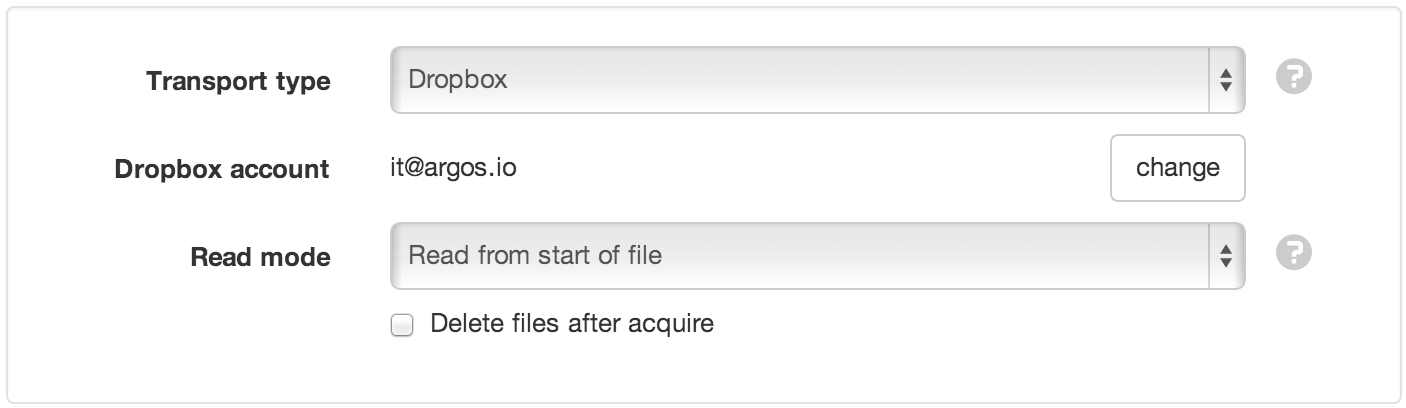 Transport type Dropbox ?
Dropbox account it@argos.io change
Read mode Read from start of file ?
Delete files after acquire